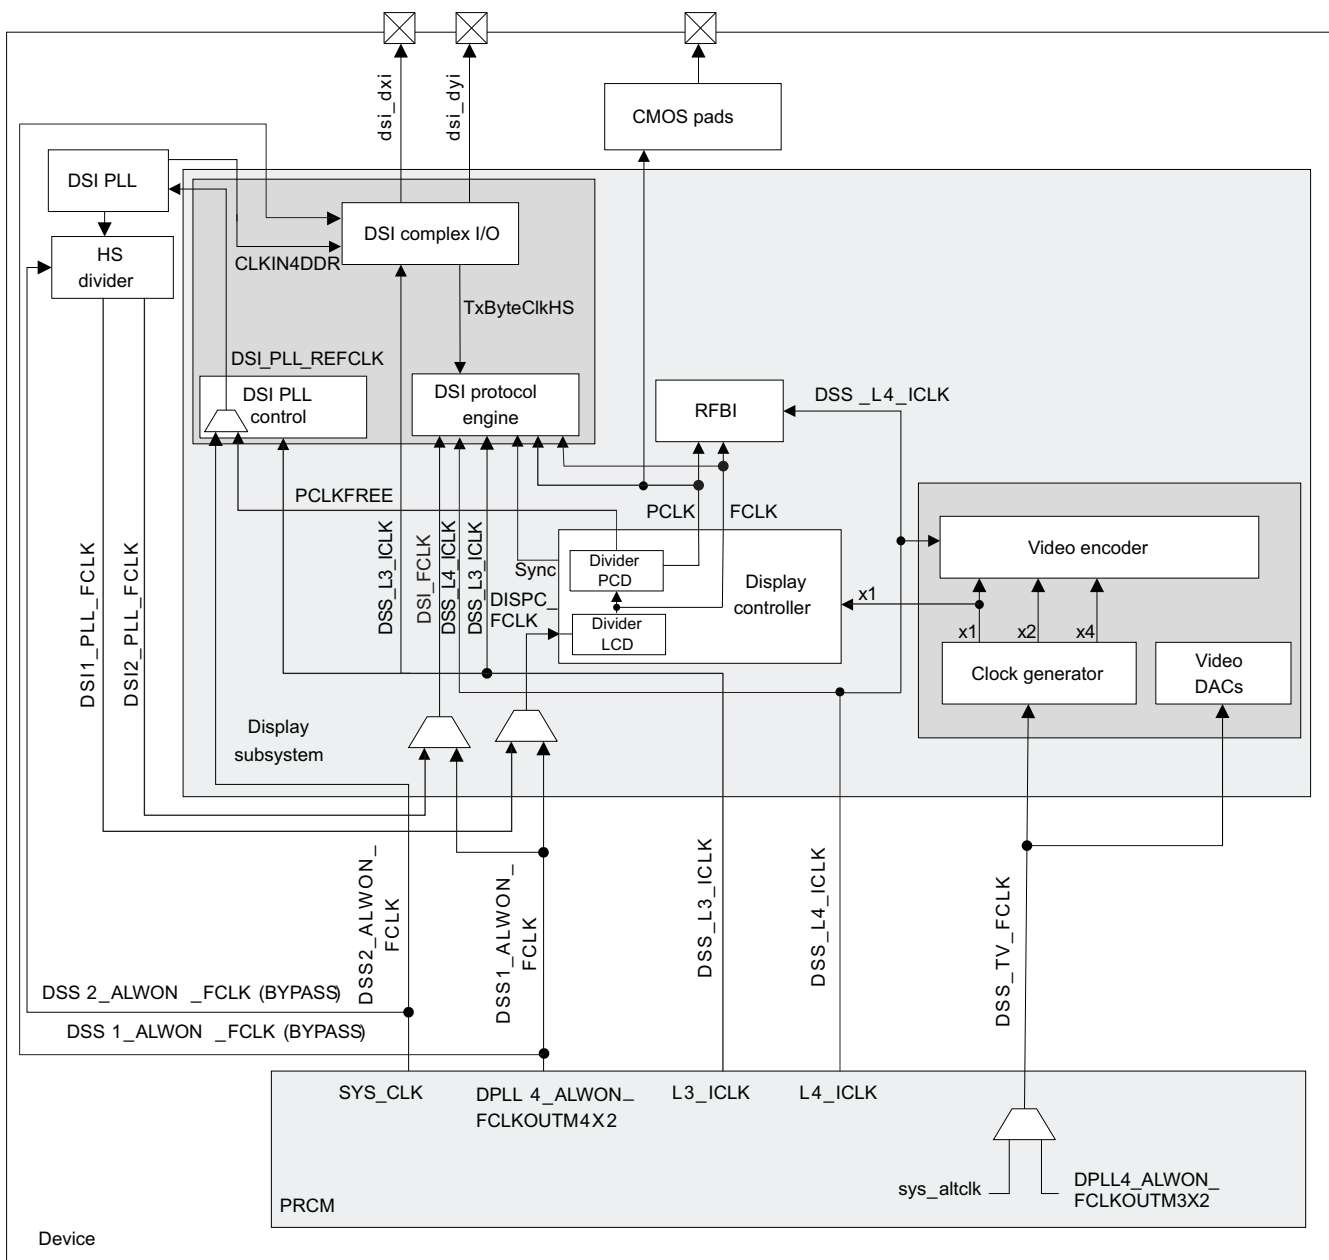 dsi_dxi
dsi_dyi
CMOS pads
DSI PLL
HS
divider
DSI complex I/O
CLKIN4DDR
TxByteClkHS
DSI_PLL_REFCLK
DSI PLL
control
DSI protocol
engine
RFBI
DSS _L4_ICLK
PCLKFREE
PCLK
FCLK
DSS_L3_ICLK
DSI_FCLK
DSS_L4_ICLK
DSS_L3_ICLK
Sync
DISPC_
FCLK
Divider
PCD
Divider
LCD
Display
controller
x1
Video encoder
x1
x2
x4
Clock generator
Video
DACs
DSI1_PLL_FCLK
DSI2_PLL_FCLK
Display
subsystem
DSS2_ALWON_
FCLK
DSS1_ALWON_
FCLK
DSS_L3_ICLK
DSS_L4_ICLK
DSS_TV_FCLK
DSS 2_ALWON _FCLK (BYPASS)
DSS 1_ALWON _FCLK (BYPASS)
SYS_CLK
DPLL 4_ALWON_
FCLKOUTM4X2
L3_ICLK
L4_ICLK
sys_altclk
DPLL4_ALWON_
FCLKOUTM3X2
PRCM
Device